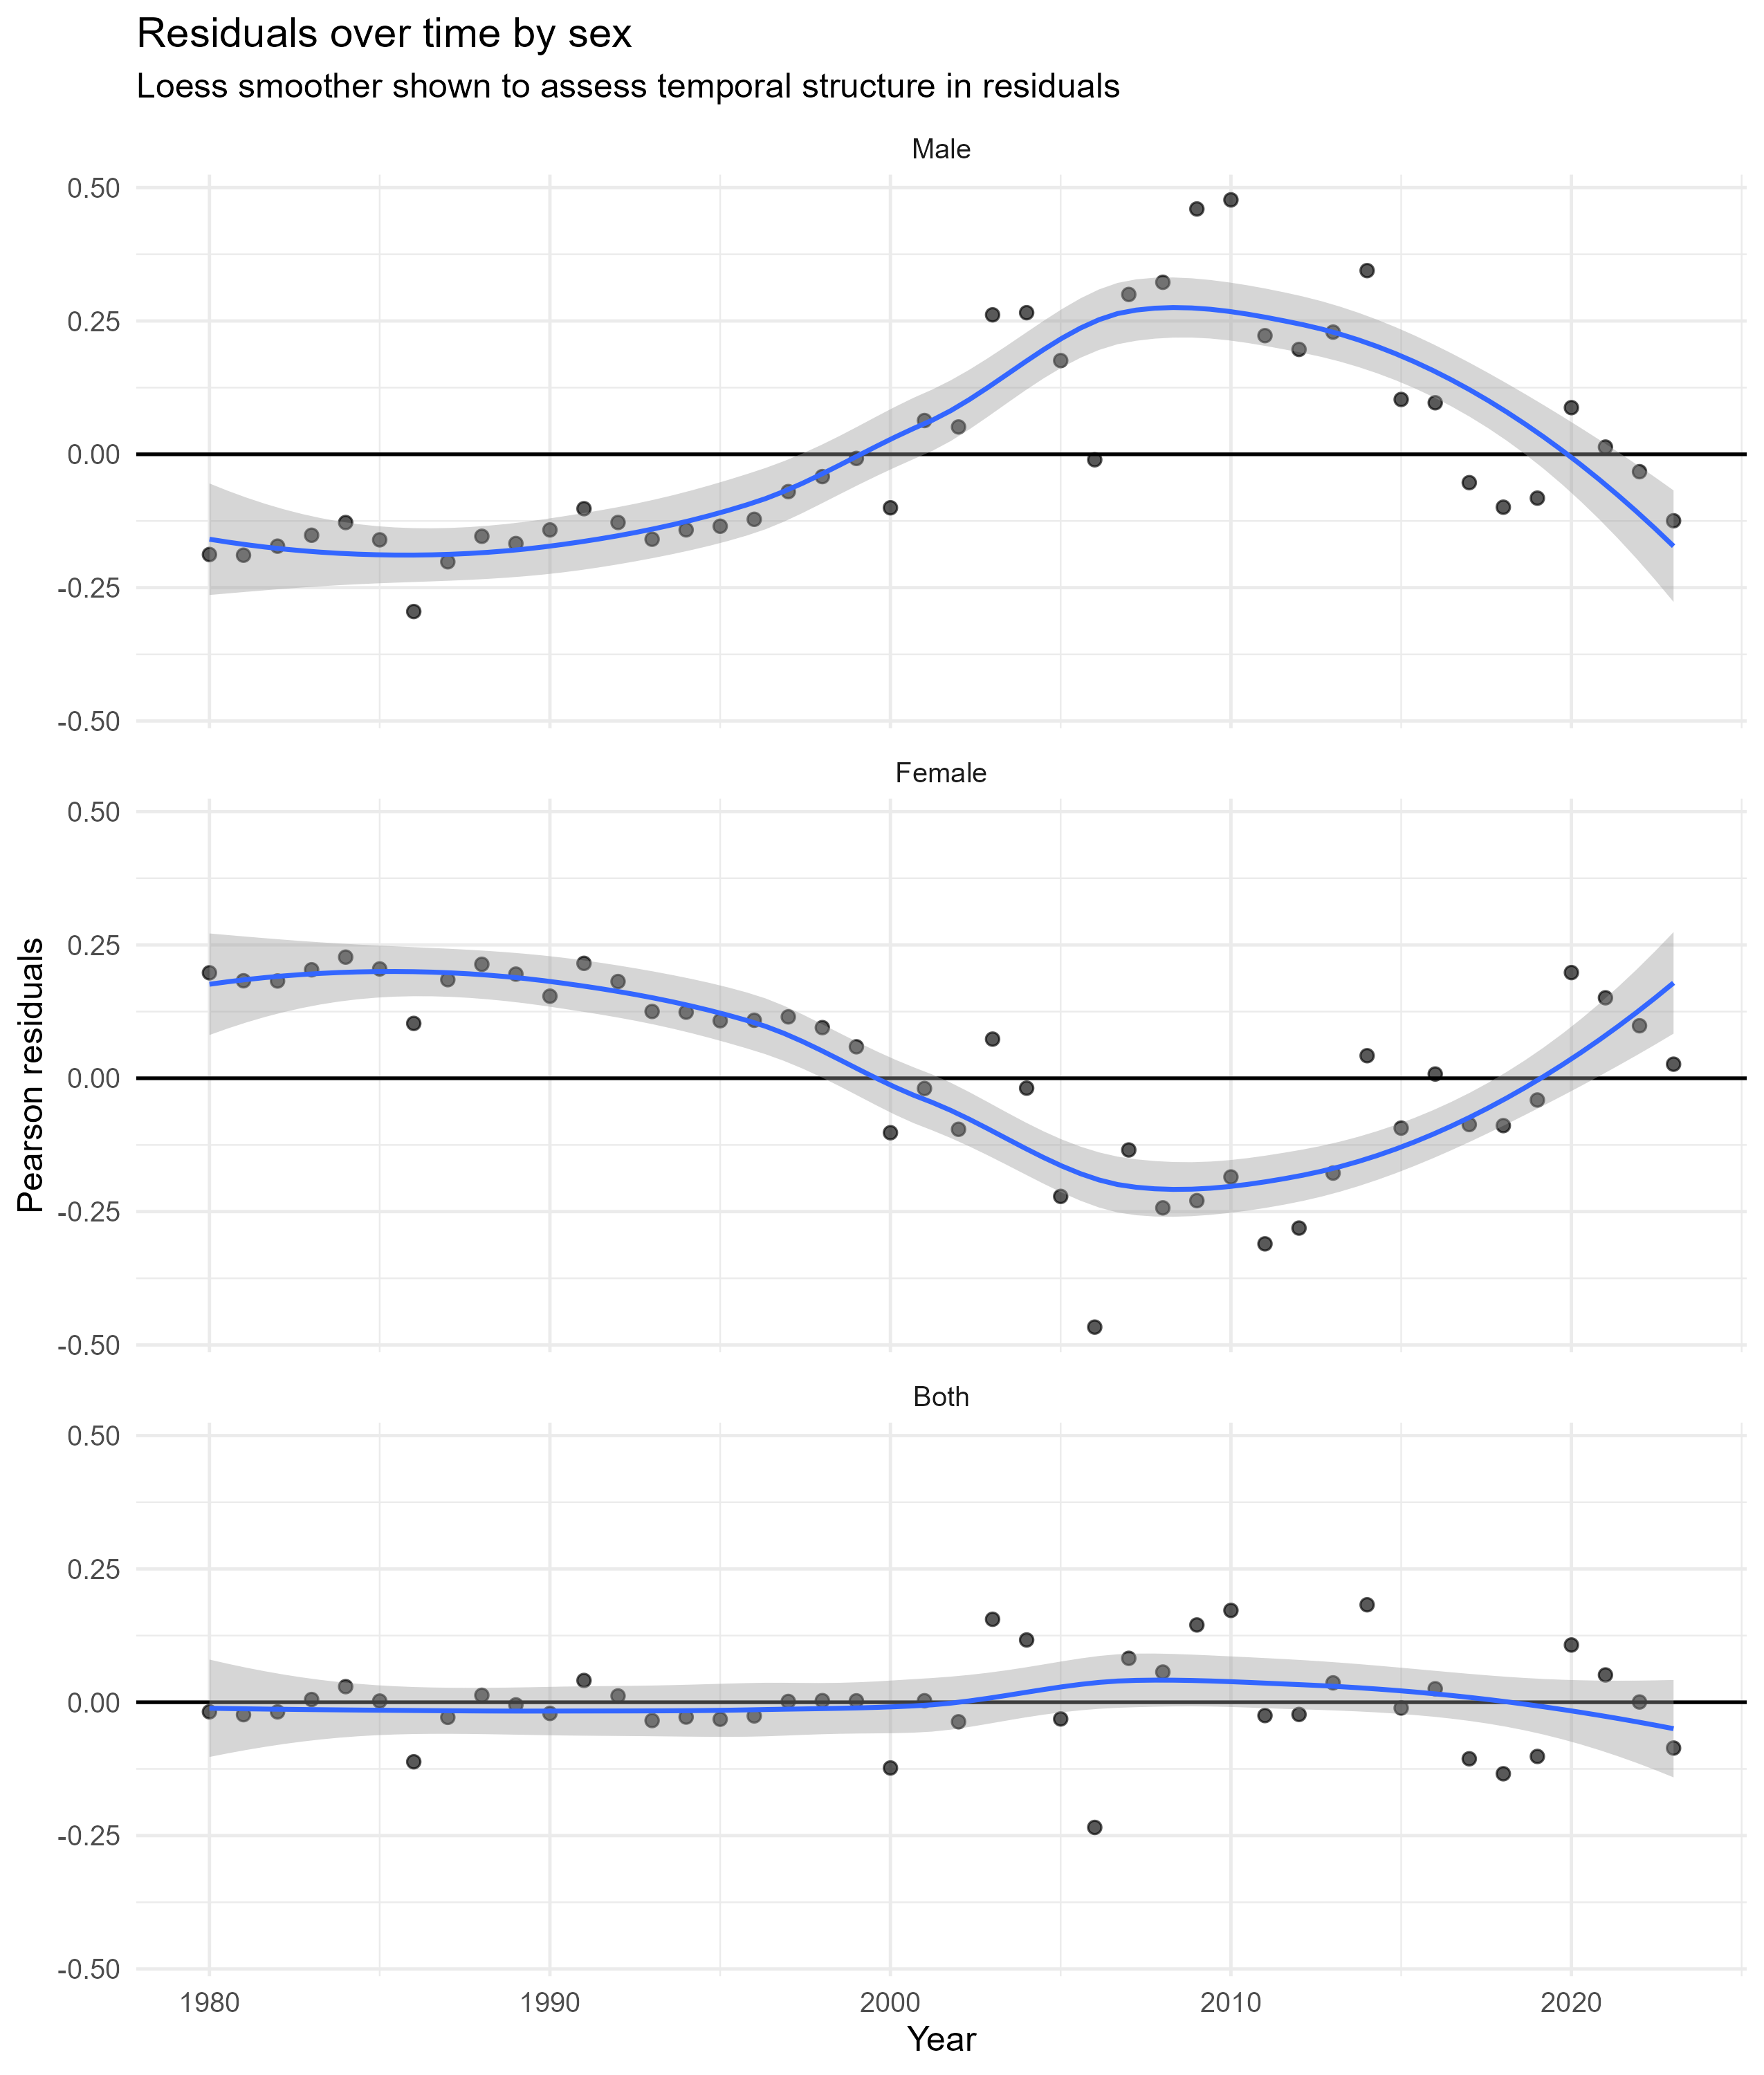 Residuals over time by sex
Loess smoother shown to assess temporal structure in residuals
Male
0.50
0.25
0.00
-0.25
-0.50
Female
0.50
0.25
0.00
-0.25
-0.50
Pearson residuals
Both
0.50
0.25
0.00
-0.25
-0.50
1980 1990 2000 2010 2020
Year